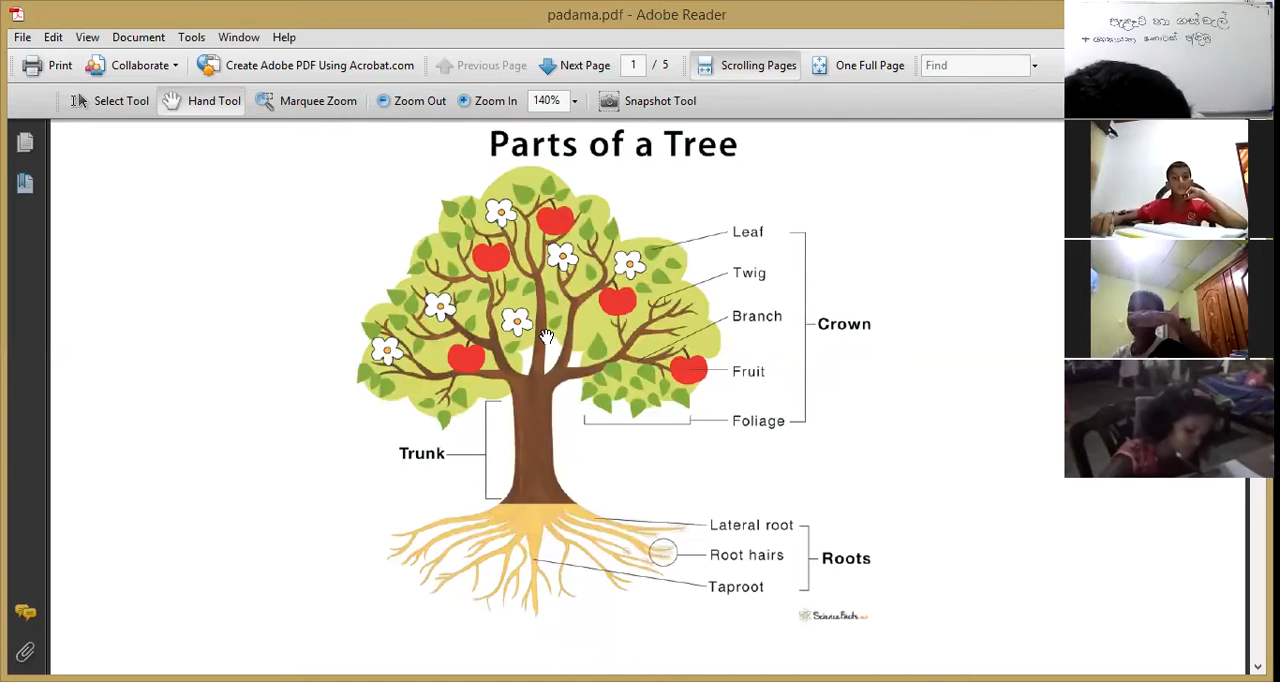 padama.pdf - Adobe Reader
File Edit View Document Tools Window Help
Print Collaborate Create Adobe PDF Using Acrobat.com Previous Page Next Page 1 / 5 Scrolling Pages One Full Page Find
Select Tool Hand Tool Marquee Zoom Zoom Out Zoom In 140% Snapshot Tool
Parts of a Tree
Leaf
Twig
Branch
Crown
Fruit
Foliage
Trunk
Lateral root
Root hairs
Roots
Taproot
ScienceFacts